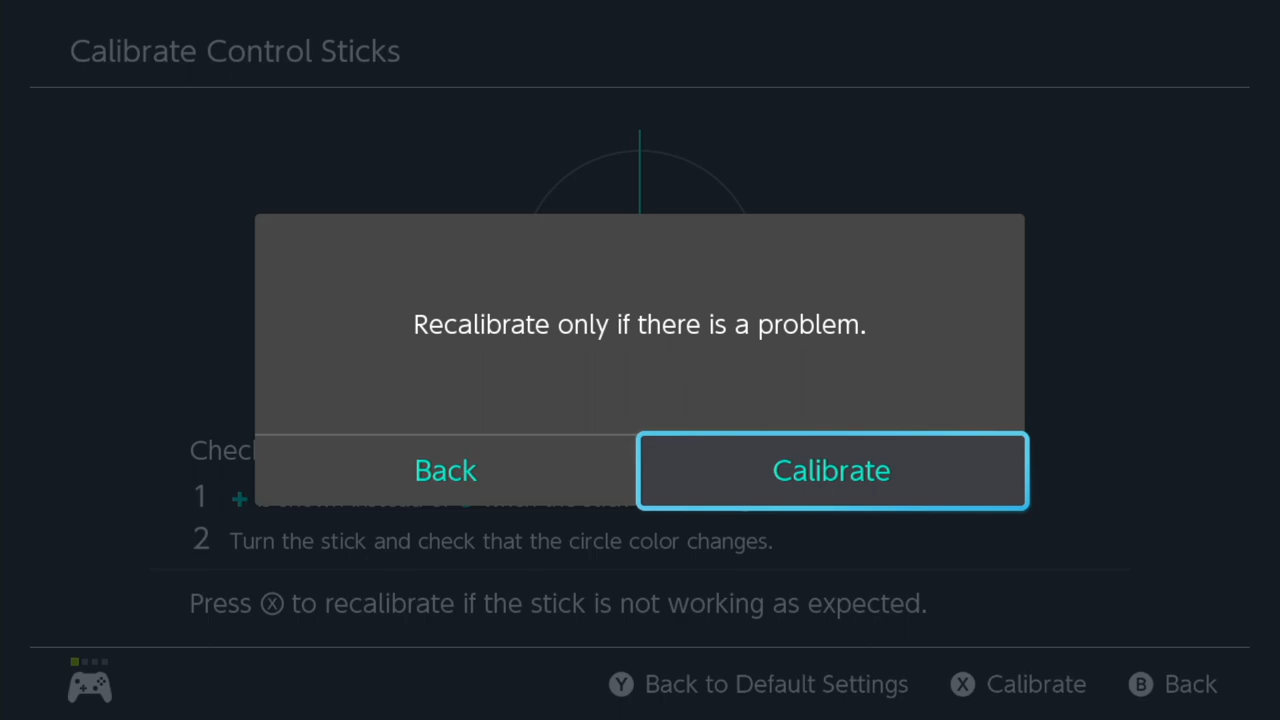 Calibrate Control Sticks
Recalibrate only if there is a problem.
Back
Calibrate
Chec
1
2 Turn the stick and check that the circle color changes.
Press Ⓧ to recalibrate if the stick is not working as expected.
Ⓨ Back to Default Settings Ⓧ Calibrate Ⓑ Back